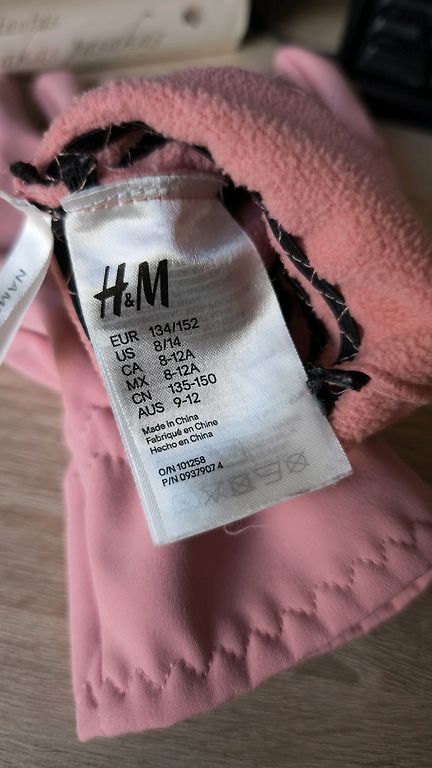 H&M
EUR 134/152
US 8/14
CA 8-12A
MX 8-12A
CN 135-150
AUS 9-12
Made in China
Fabriqué en Chine
Hecho en China
O/N 101258
P/N 0937907 4
NAME